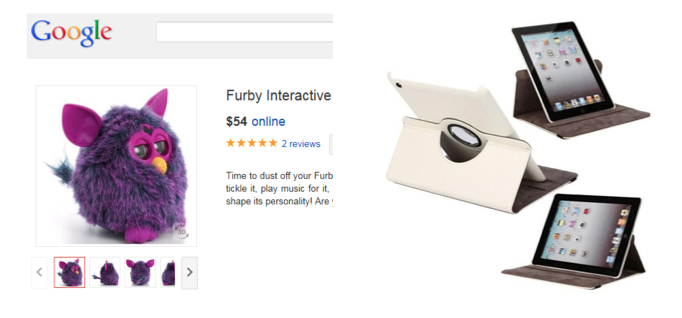 Google
Furby Interactive
$54 online
2 reviews
Time to dust off your Furb
tickle it, play music for it,
shape its personality! Are